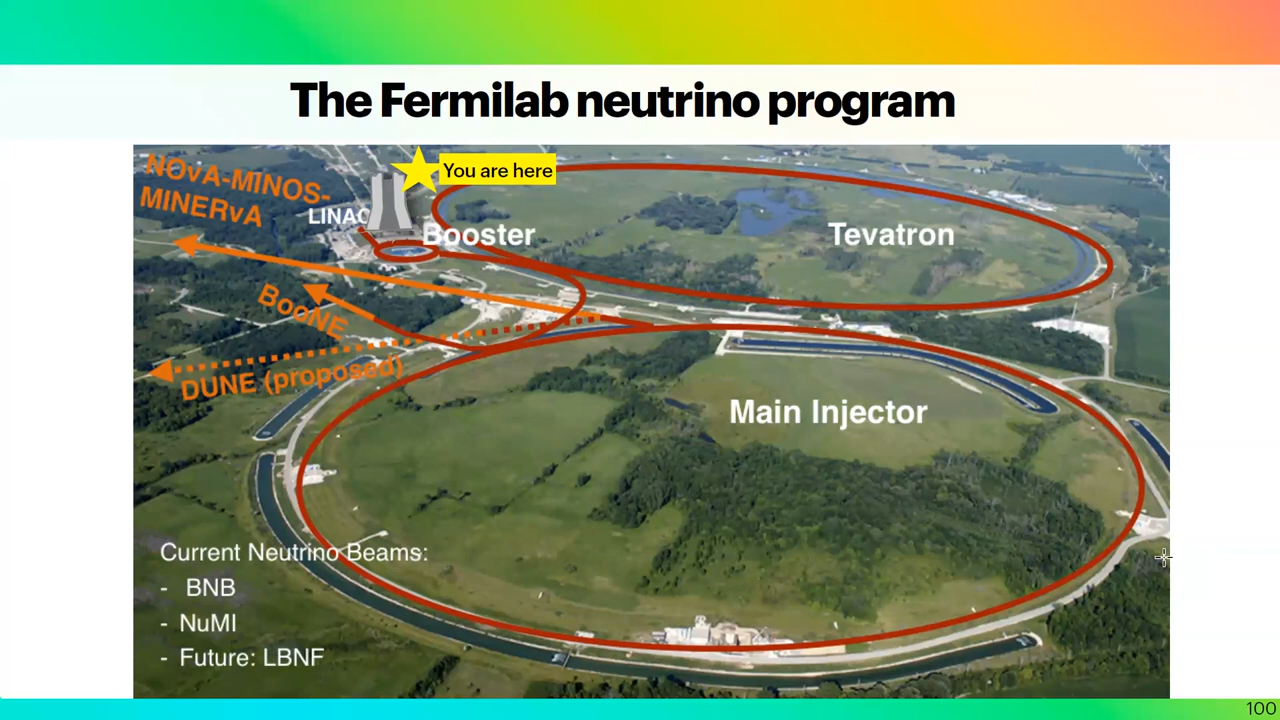 The Fermilab neutrino program
NOvA-MINOS-
MINERvA
You are here
LINAC
Booster
Tevatron
BooNE
DUNE (proposed)
Main Injector
Current Neutrino Beams:
- BNB
- NuMI
- Future: LBNF
100